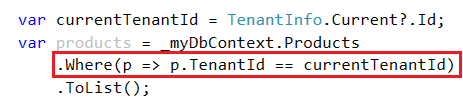 var currentTenantId = TenantInfo.Current?.Id;
var products = _myDbContext.Products
.Where(p => p.TenantId == currentTenantId)
.ToList();